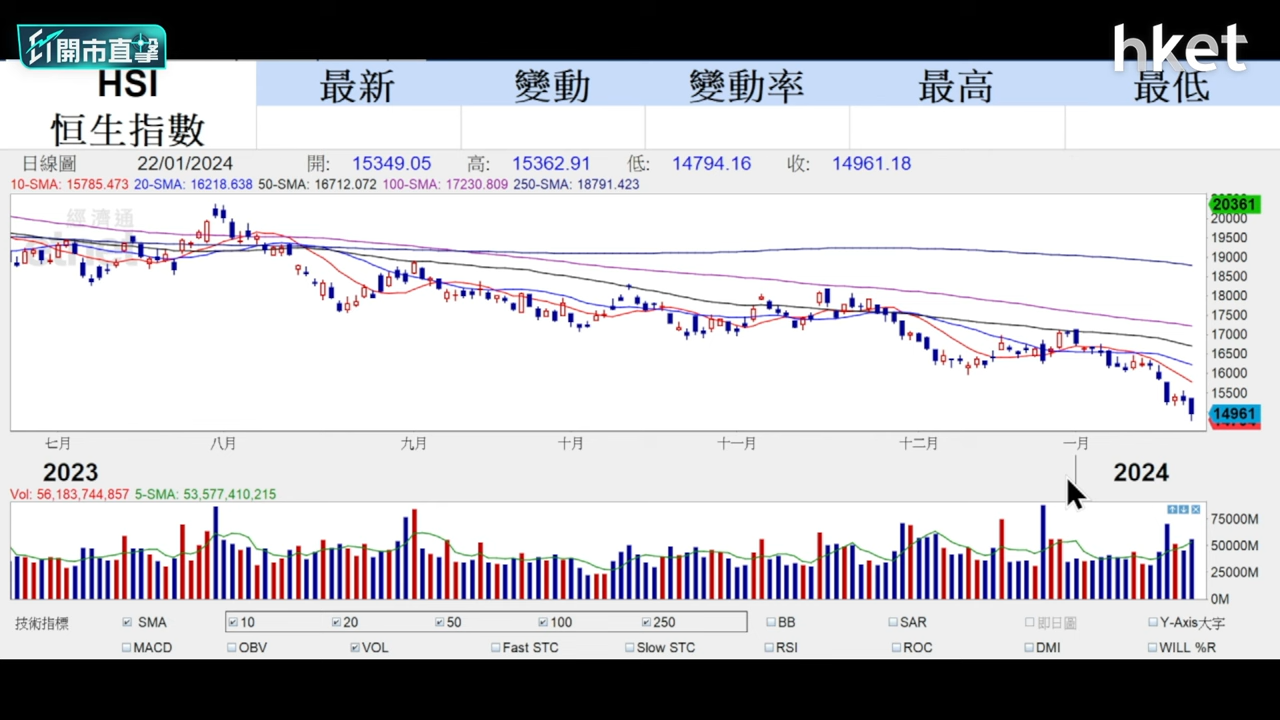 開市直擊
hket
HSI
恒生指數
最新 變動 變動率 最高 最低
日線圖 22/01/2024 開: 15349.05 高: 15362.91 低: 14794.16 收: 14961.18
10-SMA: 15785.473 20-SMA: 16218.638 50-SMA: 16712.072 100-SMA: 17230.809 250-SMA: 18791.423
經濟通
20361
20000
19500
19000
18500
18000
17500
17000
16500
16000
15500
14961
七月 八月 九月 十月 十一月 十二月 一月
2023 2024
Vol: 56,183,744,857 5-SMA: 53,577,410,215
75000M
50000M
25000M
0M
技術指標 SMA 10 20 50 100 250 BB SAR 即日圖 Y-Axis大字
MACD OBV VOL Fast STC Slow STC RSI ROC DMI WILL %R